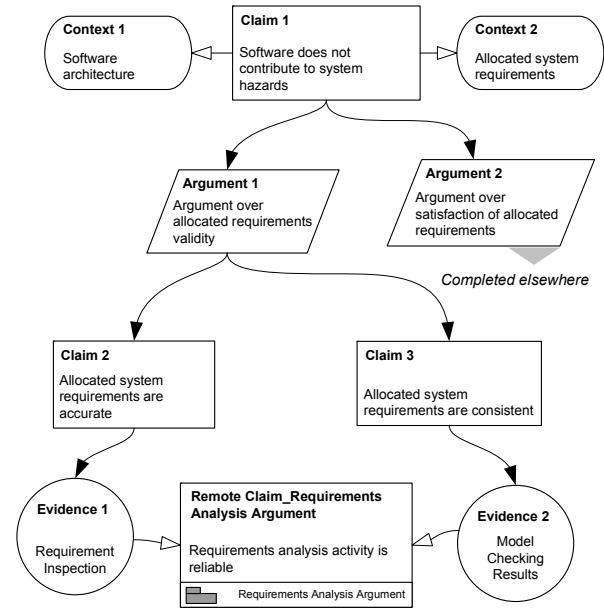 Context 1
Software
architecture
Claim 1
Software does not
contribute to system
hazards
Context 2
Allocated system
requirements
Argument 1
Argument over
allocated requirements
validity
Argument 2
Argument over
satisfaction of allocated
requirements
Completed elsewhere
Claim 2
Allocated system
requirements are
accurate
Claim 3
Allocated system
requirements are consistent
Evidence 1
Requirement
Inspection
Remote Claim_Requirements
Analysis Argument
Requirements analysis activity is
reliable
Requirements Analysis Argument
Evidence 2
Model
Checking
Results